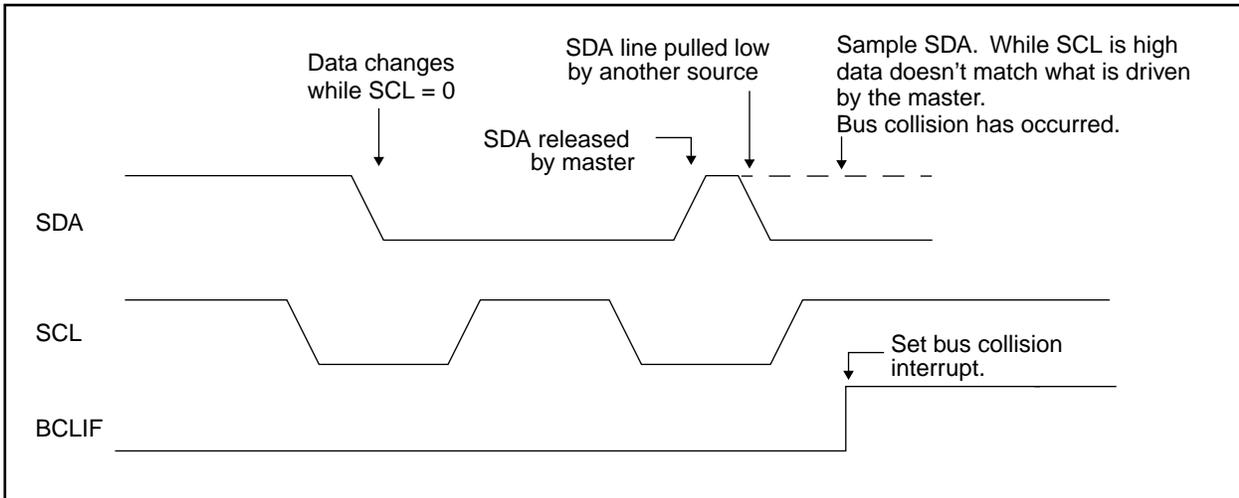 Data changes
while SCL = 0
SDA line pulled low
by another source
Sample SDA. While SCL is high
data doesn't match what is driven
by the master.
Bus collision has occurred.
SDA released
by master
SDA
SCL
Set bus collision
interrupt.
BCLIF